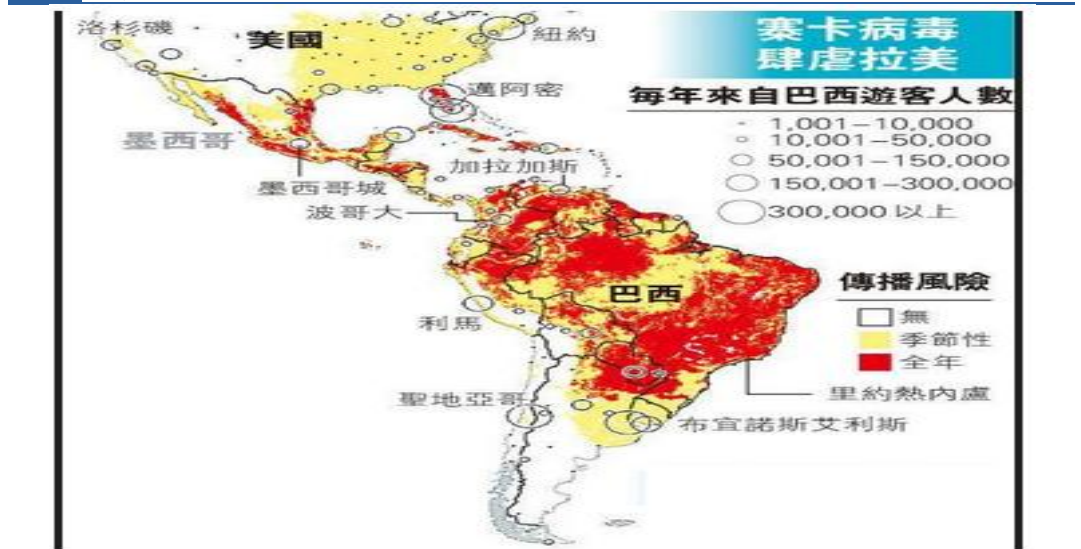 寨卡病毒
肆虐拉美
每年來自巴西遊客人數
1,001–10,000
10,001–50,000
50,001–150,000
150,001–300,000
300,000 以上
洛杉磯
美國
紐約
邁阿密
墨西哥
加拉加斯
墨西哥城
波哥大
巴西
利馬
傳播風險
無
季節性
全年
里約熱內盧
聖地亞哥
布宜諾斯艾利斯